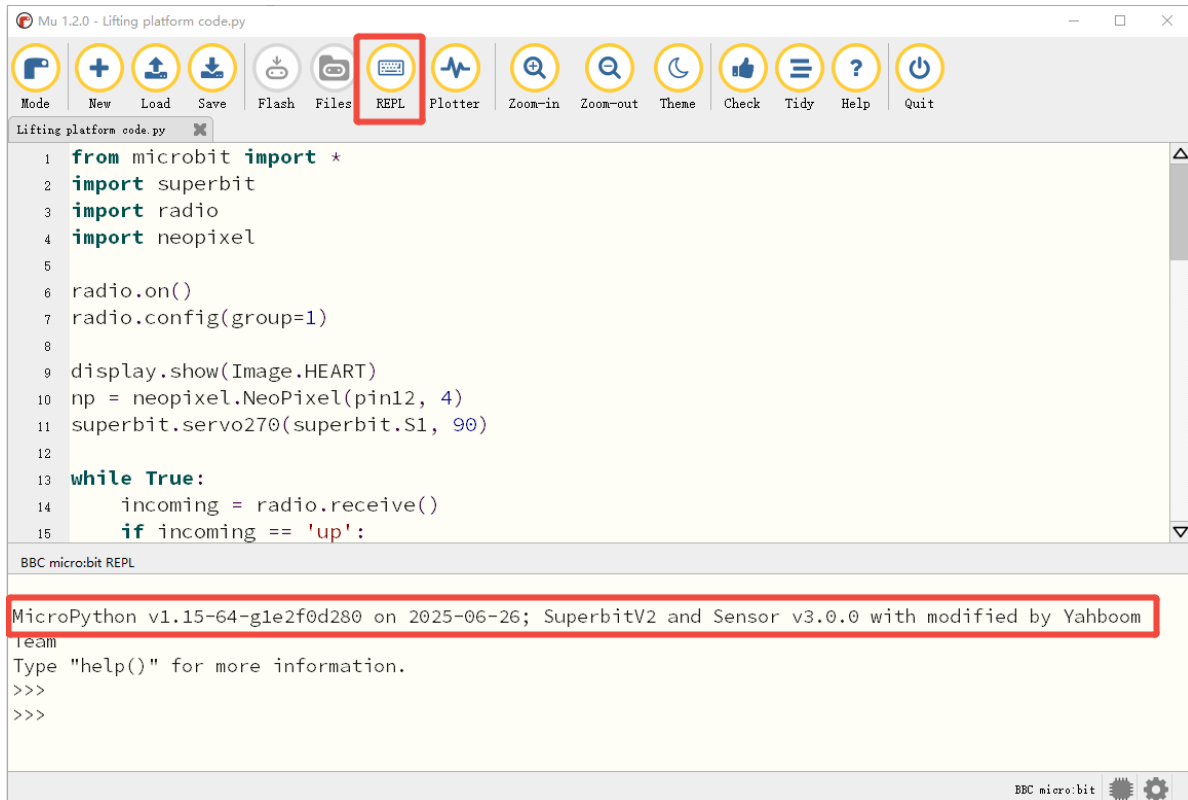 Mu 1.2.0 - Lifting platform code.py
Mode New Load Save Flash Files REPL Plotter Zoom-in Zoom-out Theme Check Tidy Help Quit
Lifting platform code.py
1 from microbit import *
2 import superbit
3 import radio
4 import neopixel
5
6 radio.on()
7 radio.config(group=1)
8
9 display.show(Image.HEART)
10 np = neopixel.NeoPixel(pin12, 4)
11 superbit.servo270(superbit.S1, 90)
12
13 while True:
14 incoming = radio.receive()
15 if incoming == 'up':
BBC micro:bit REPL
MicroPython v1.15-64-g1e2f0d280 on 2025-06-26; SuperbitV2 and Sensor v3.0.0 with modified by Yahboom
Team
Type "help()" for more information.
>>>
>>>
BBC micro:bit